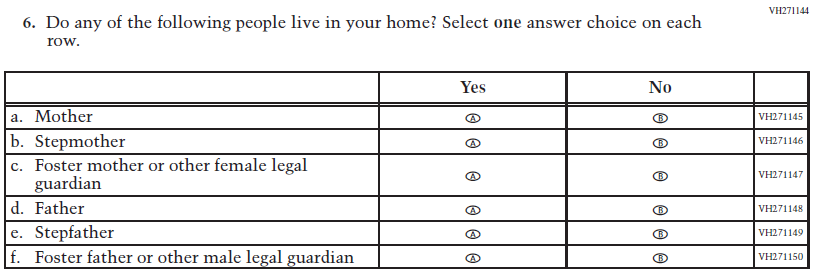 VH271144
6. Do any of the following people live in your home? Select one answer choice on each
row.
Yes No
a. Mother A B VH271145
b. Stepmother A B VH271146
c. Foster mother or other female legal
guardian A B VH271147
d. Father A B VH271148
e. Stepfather A B VH271149
f. Foster father or other male legal guardian A B VH271150